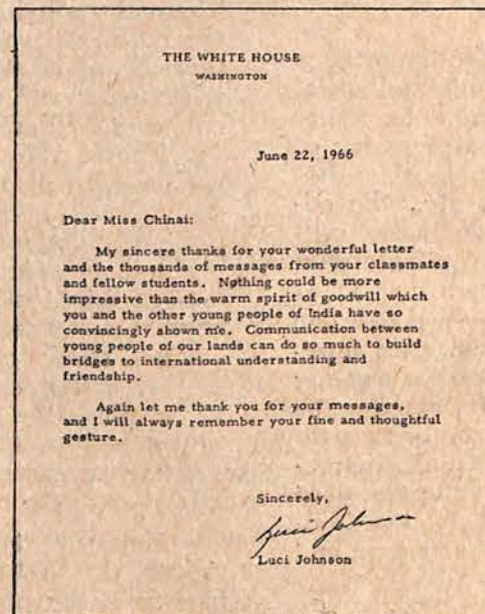 THE WHITE HOUSE
WASHINGTON
June 22, 1966
Dear Miss Chinai:
My sincere thanks for your wonderful letter
and the thousands of messages from your classmates
and fellow students. Nothing could be more
impressive than the warm spirit of goodwill which
you and the other young people of India have so
convincingly shown me. Communication between
young people of our lands can do so much to build
bridges to international understanding and
friendship.
Again let me thank you for your messages,
and I will always remember your fine and thoughtful
gesture.
Sincerely,
Luci Johnson
Luci Johnson